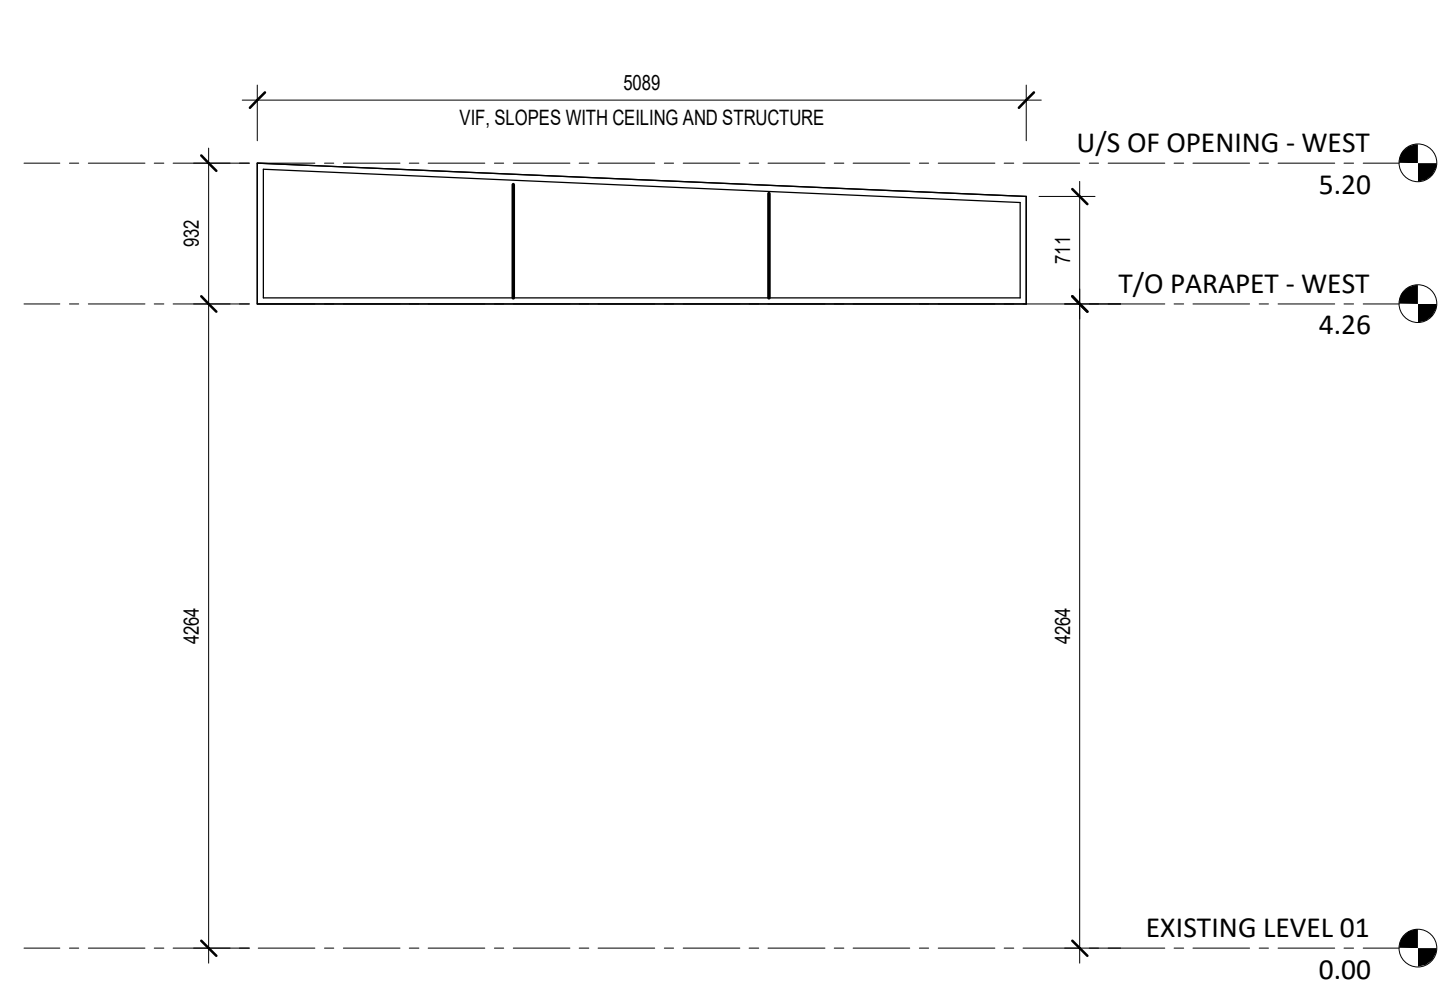 5089
VIF, SLOPES WITH CEILING AND STRUCTURE
U/S OF OPENING - WEST
5.20
932
711
T/O PARAPET - WEST
4.26
4264
4264
EXISTING LEVEL 01
0.00